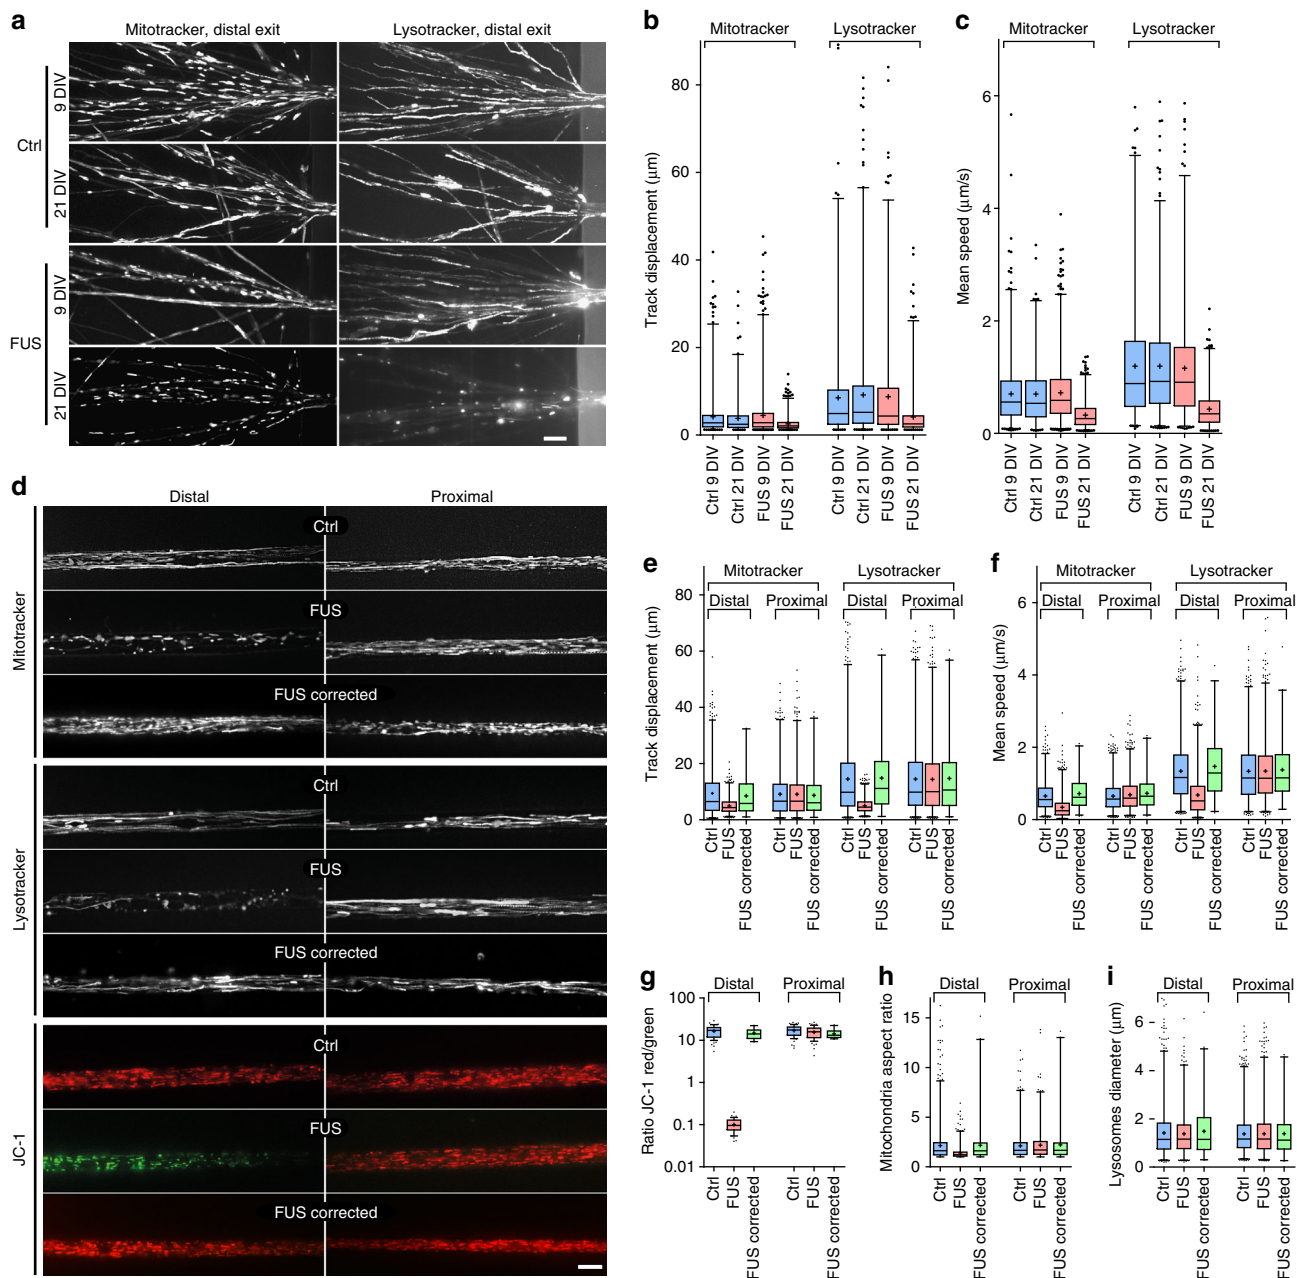 a
Mitotracker, distal exit
Lysotracker, distal exit
Ctrl
9 DIV
21 DIV
FUS
9 DIV
21 DIV
b
Mitotracker
Lysotracker
Track displacement (μm)
80
60
40
20
0
Ctrl 9 DIV
Ctrl 21 DIV
FUS 9 DIV
FUS 21 DIV
Ctrl 9 DIV
Ctrl 21 DIV
FUS 9 DIV
FUS 21 DIV
c
Mitotracker
Lysotracker
Mean speed (μm/s)
6
4
2
0
Ctrl 9 DIV
Ctrl 21 DIV
FUS 9 DIV
FUS 21 DIV
Ctrl 9 DIV
Ctrl 21 DIV
FUS 9 DIV
FUS 21 DIV
d
Distal
Proximal
Mitotracker
Ctrl
FUS
FUS corrected
Lysotracker
Ctrl
FUS
FUS corrected
JC-1
Ctrl
FUS
FUS corrected
e
Mitotracker
Lysotracker
Distal
Proximal
Distal
Proximal
Track displacement (μm)
80
60
40
20
0
Ctrl
FUS
FUS corrected
Ctrl
FUS
FUS corrected
Ctrl
FUS
FUS corrected
Ctrl
FUS
FUS corrected
f
Mitotracker
Lysotracker
Distal
Proximal
Distal
Proximal
Mean speed (μm/s)
6
4
2
0
Ctrl
FUS
FUS corrected
Ctrl
FUS
FUS corrected
Ctrl
FUS
FUS corrected
Ctrl
FUS
FUS corrected
g
Distal
Proximal
Ratio JC-1 red/green
100
10
1
0.1
0.01
Ctrl
FUS
FUS corrected
Ctrl
FUS
FUS corrected
h
Distal
Proximal
Mitochondria aspect ratio
15
10
5
0
Ctrl
FUS
FUS corrected
Ctrl
FUS
FUS corrected
i
Distal
Proximal
Lysosomes diameter (μm)
6
4
2
0
Ctrl
FUS
FUS corrected
Ctrl
FUS
FUS corrected